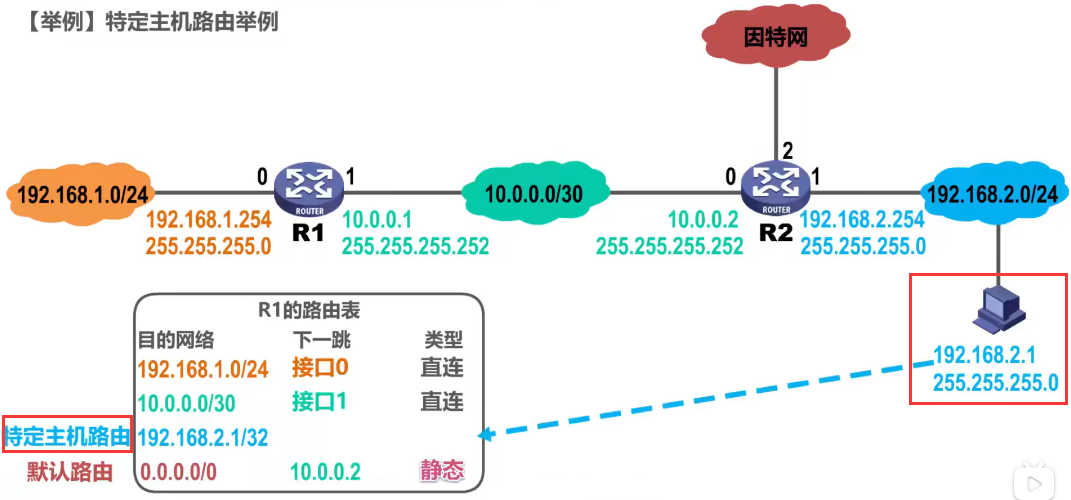 【举例】特定主机路由举例
因特网
2
192.168.1.0/24
0
1
10.0.0.0/30
0
1
192.168.2.0/24
ROUTER
ROUTER
192.168.1.254
255.255.255.0
R1
10.0.0.1
255.255.255.252
10.0.0.2
255.255.255.252
R2
192.168.2.254
255.255.255.0
192.168.2.1
255.255.255.0
R1的路由表
目的网络 下一跳 类型
192.168.1.0/24 接口0 直连
10.0.0.0/30 接口1 直连
特定主机路由 192.168.2.1/32
默认路由 0.0.0.0/0 10.0.0.2 静态